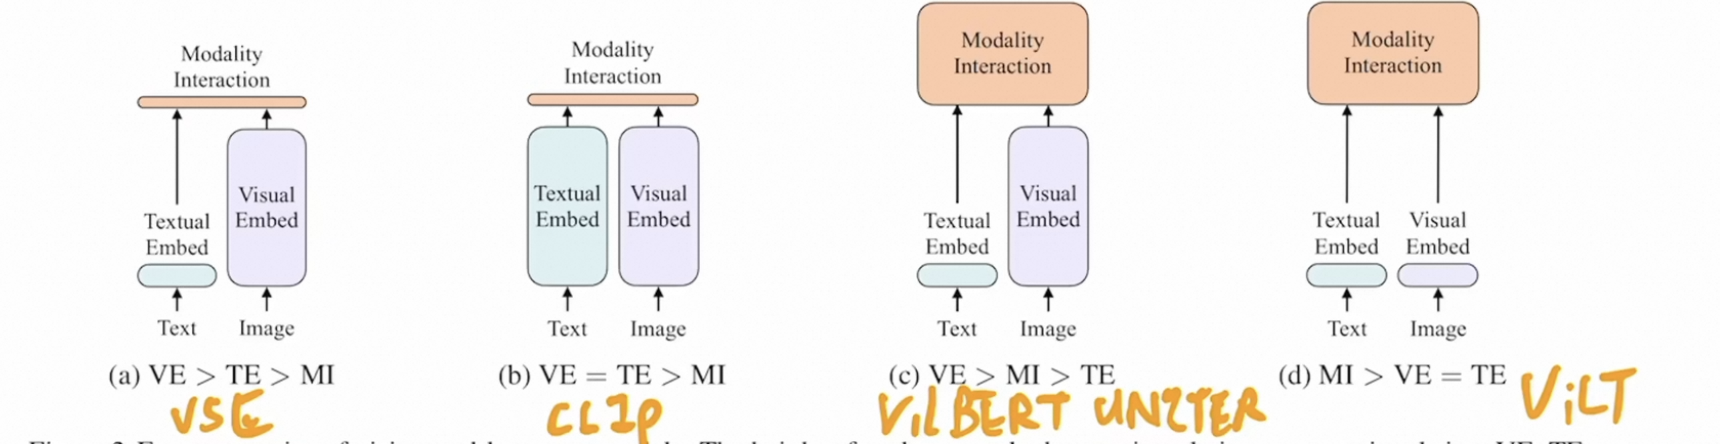 Modality Interaction
Textual Embed
Visual Embed
Text
Image
(a) VE > TE > MI
VSE
Modality Interaction
Textual Embed
Visual Embed
Text
Image
(b) VE = TE > MI
CLIP
Modality Interaction
Textual Embed
Visual Embed
Text
Image
(c) VE > MI > TE
ViLBERT UNITER
Modality Interaction
Textual Embed
Visual Embed
Text
Image
(d) MI > VE = TE
ViLT